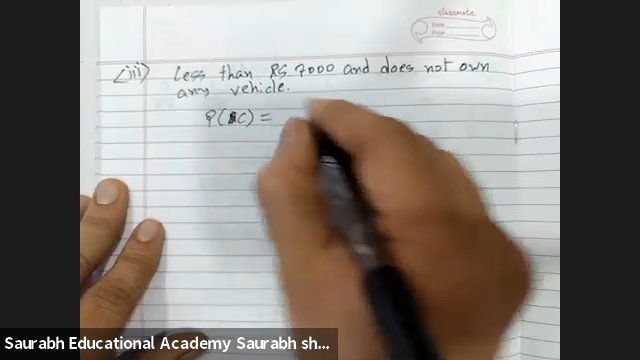 classmate
Date
Page
<iii> Less than RS. 7000 and does not own
any vehicle.
P(C) =
Saurabh Educational Academy Saurabh sh...